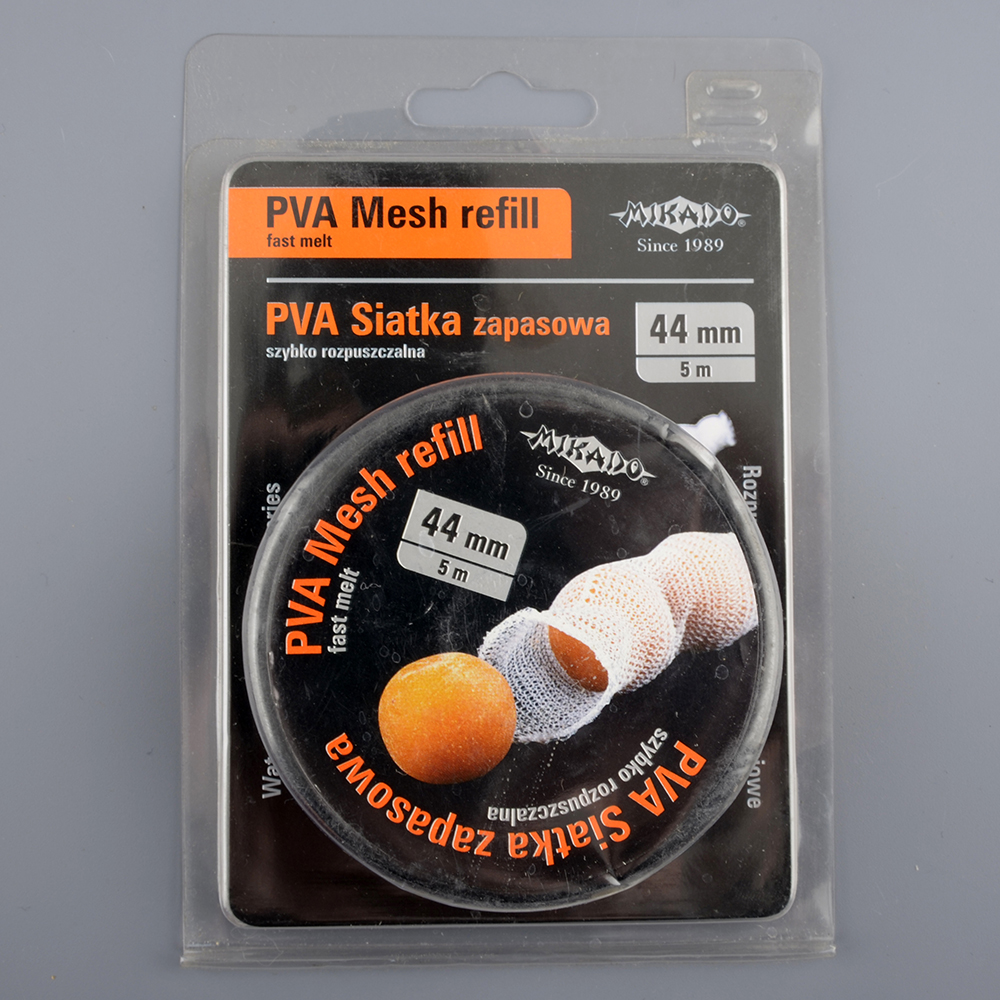 PVA Mesh refill
fast melt
MIKADO®
Since 1989
PVA Siatka zapasowa
szybko rozpuszczalna
44 mm
5 m
MIKADO®
Since 1989
PVA Mesh refill
fast melt
44 mm
5 m
szybko rozpuszczalna
PVA Siatka zapasowa